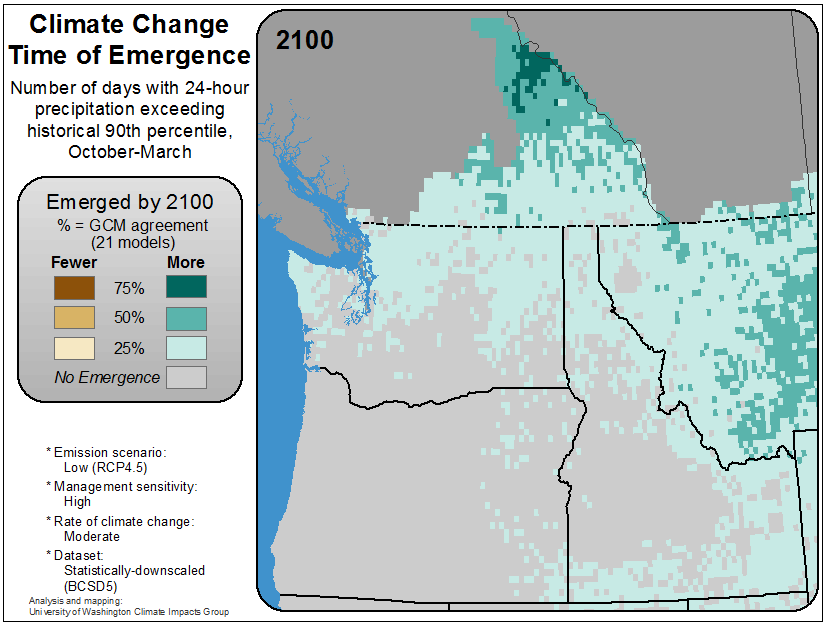 Climate Change
Time of Emergence
Number of days with 24-hour
precipitation exceeding
historical 90th percentile,
October-March
Emerged by 2100
% = GCM agreement
(21 models)
Fewer More
75%
50%
25%
No Emergence
* Emission scenario:
Low (RCP4.5)
* Management sensitivity:
High
* Rate of climate change:
Moderate
* Dataset:
Statistically-downscaled
(BCSD5)
Analysis and mapping:
University of Washington Climate Impacts Group
2100